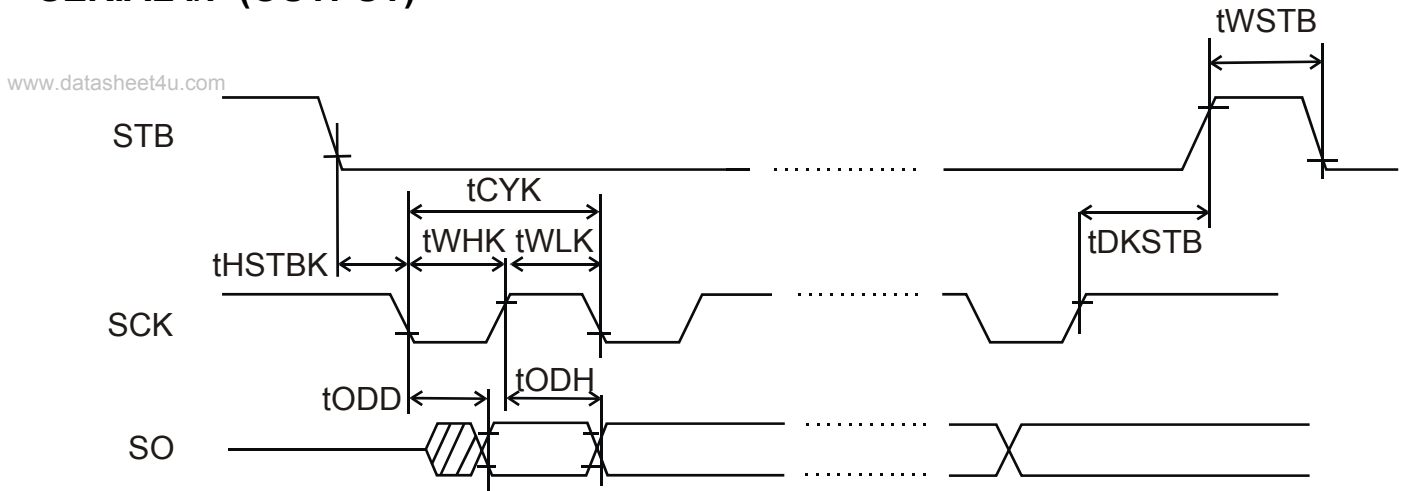 tWSTB
www.datasheet4u.com
STB
tCYK
tWHK tWLK
tDKSTB
tHSTBK
SCK
tODD
tODH
SO